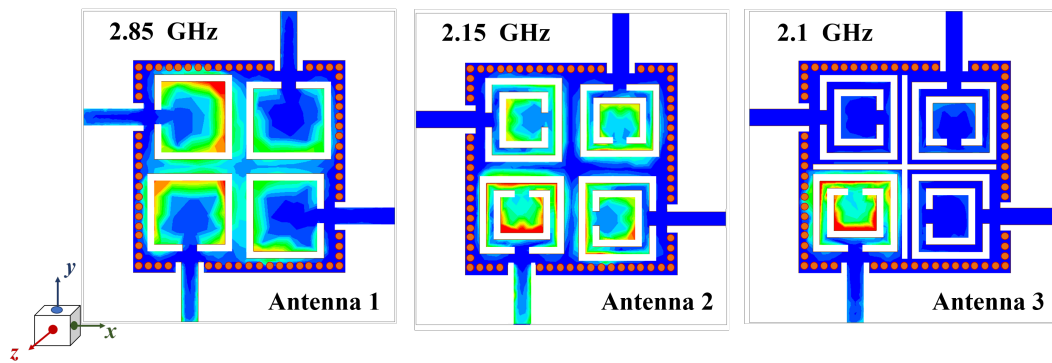 2.85 GHz
2.15 GHz
2.1 GHz
Antenna 1
Antenna 2
Antenna 3
y
x
z